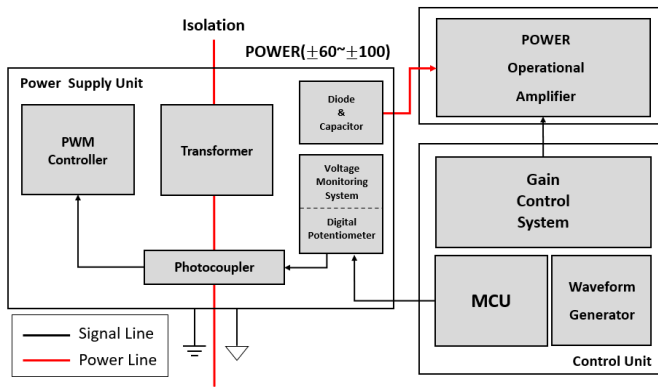 Isolation
POWER(±60~±100)
Power Supply Unit
PWM
Controller
Transformer
Diode
&
Capacitor
Voltage
Monitoring
System
Digital
Potentiometer
Photocoupler
POWER
Operational
Amplifier
Gain
Control
System
MCU
Waveform
Generator
Control Unit
Signal Line
Power Line